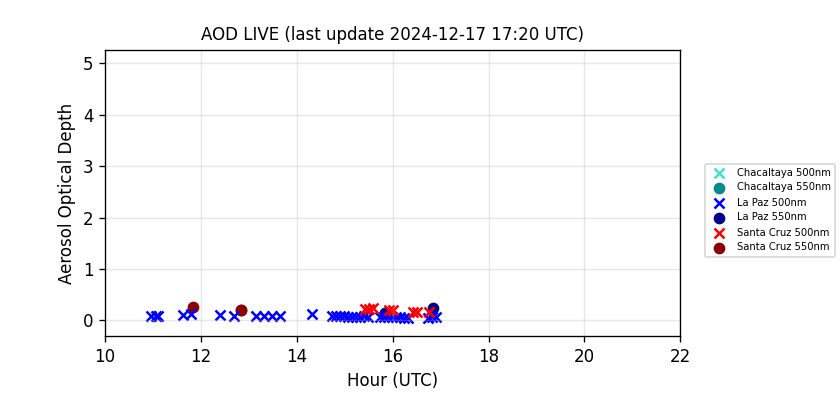 AOD LIVE (last update 2024-12-17 17:20 UTC)
Aerosol Optical Depth
5
4
3
2
1
0
10 12 14 16 18 20 22
Hour (UTC)
Chacaltaya 500nm
Chacaltaya 550nm
La Paz 500nm
La Paz 550nm
Santa Cruz 500nm
Santa Cruz 550nm